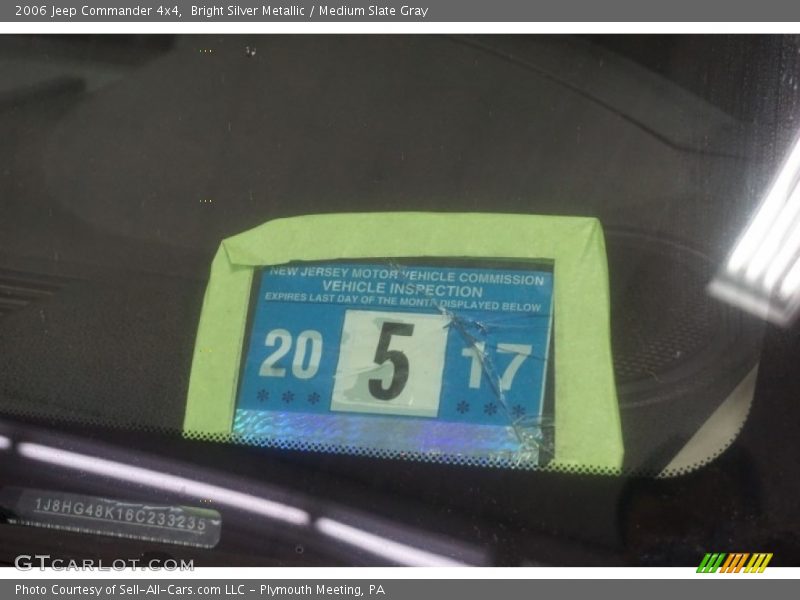 2006 Jeep Commander 4x4, Bright Silver Metallic / Medium Slate Gray
NEW JERSEY MOTOR VEHICLE COMMISSION
VEHICLE INSPECTION
EXPIRES LAST DAY OF THE MONTH DISPLAYED BELOW
20 5 17
* * * * * *
1J8HG48K16C233235
GTCARLOT.COM
Photo Courtesy of Sell-All-Cars.com LLC - Plymouth Meeting, PA